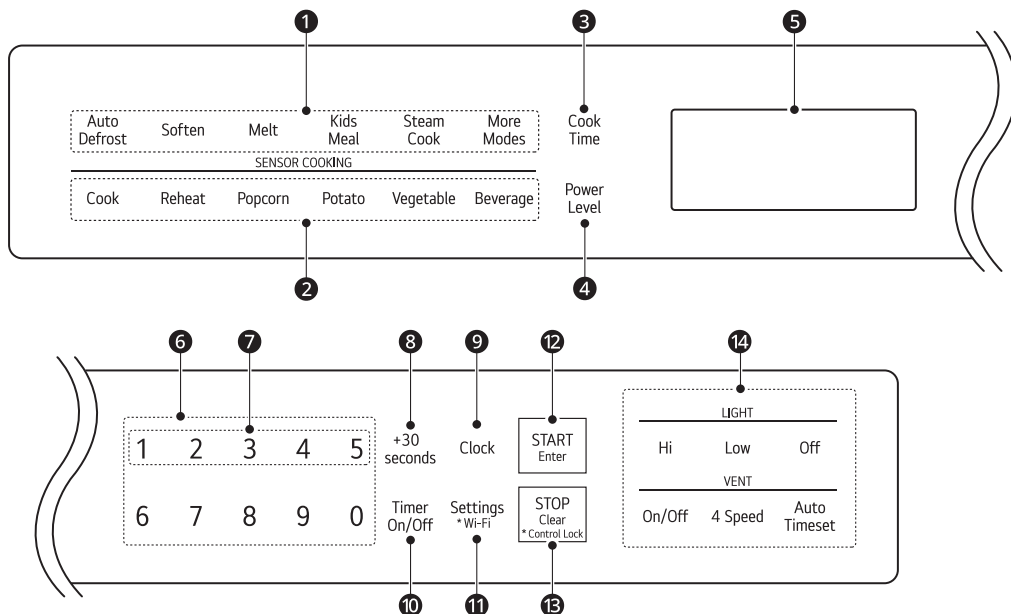 1 3 5
Auto Defrost Soften Melt Kids Meal Steam Cook More Modes Cook Time
SENSOR COOKING
Cook Reheat Popcorn Potato Vegetable Beverage Power Level
2 4
6 7 8 9 12 14
LIGHT
1 2 3 4 5 +30 seconds Clock START Enter Hi Low Off
VENT
6 7 8 9 0 Timer On/Off Settings * Wi-Fi STOP Clear * Control Lock On/Off 4 Speed Auto Timeset
10 11 13